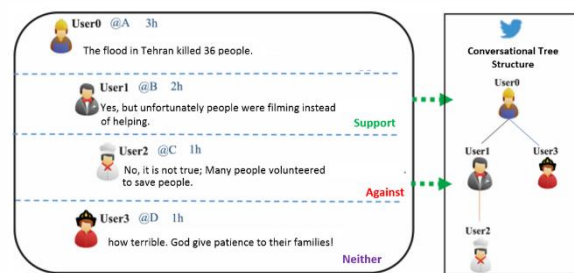 User0 @A 3h
The flood in Tehran killed 36 people.
User1 @B 2h
Yes, but unfortunately people were filming instead
of helping.
Support
User2 @C 1h
No, it is not true; Many people volunteered
to save people.
Against
User3 @D 1h
how terrible. God give patience to their families!
Neither
Conversational Tree
Structure
User0
User1
User3
User2